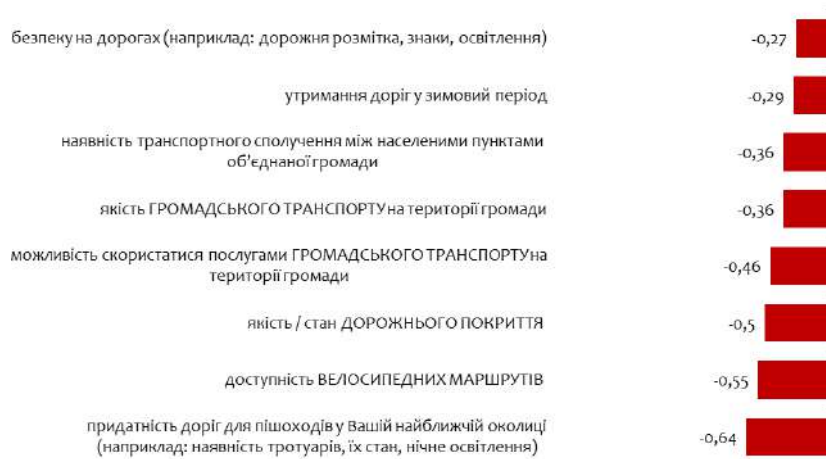 безпеку на дорогах (наприклад: дорожня розмітка, знаки, освітлення)
-0,27
утримання доріг у зимовий період
-0,29
наявність транспортного сполучення між населеними пунктами
об'єднаної громади
-0,36
якість ГРОМАДСЬКОГО ТРАНСПОРТУ на території громади
-0,36
можливість скористатися послугами ГРОМАДСЬКОГО ТРАНСПОРТУ на
території громади
-0,46
якість / стан ДОРОЖНЬОГО ПОКРИТТЯ
-0,5
доступність ВЕЛОСИПЕДНИХ МАРШРУТІВ
-0,55
придатність доріг для пішоходів у Вашій найближчій околиці
(наприклад: наявність тротуарів, їх стан, нічне освітлення)
-0,64